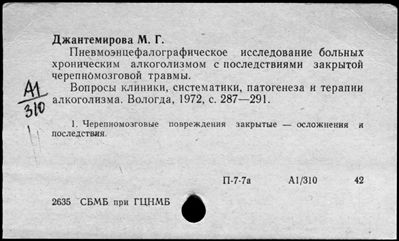 Джантемирова М. Г.
Пневмоэнцефалографическое исследование больных
хроническим алкоголизмом с последствиями закрытой
черепномозговой травмы.
Вопросы клиники, систематики, патогенеза и терапии
алкоголизма. Вологда, 1972, с. 287—291.
А1
310
1. Черепномозговые повреждения закрытые — осложнения и
последствия.
П-7-7а А1/310 42
2635 СБМБ при ГЦНМБ